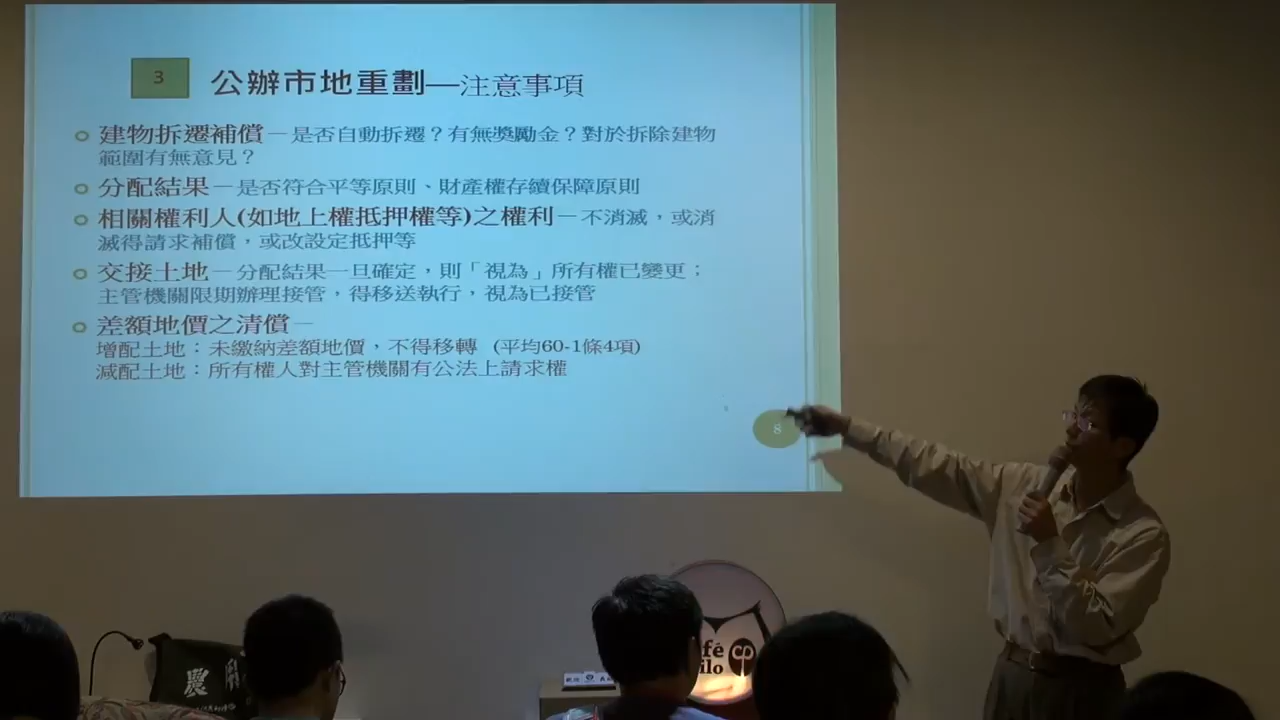 3
公辦市地重劃—注意事項
建物拆遷補償－是否自動拆遷？有無獎勵金？對於拆除建物
範圍有無意見？
分配結果－是否符合平等原則、財產權存續保障原則
相關權利人(如地上權抵押權等)之權利－不消滅，或消
滅得請求補償，或改設定抵押等
交接土地－分配結果一旦確定，則「視為」所有權已變更；
主管機關限期辦理接管，得移送執行，視為已接管
差額地價之清償－
增配土地：未繳納差額地價，不得移轉 (平均60-1條4項)
減配土地：所有權人對主管機關有公法上請求權
8
fé
ilo
農